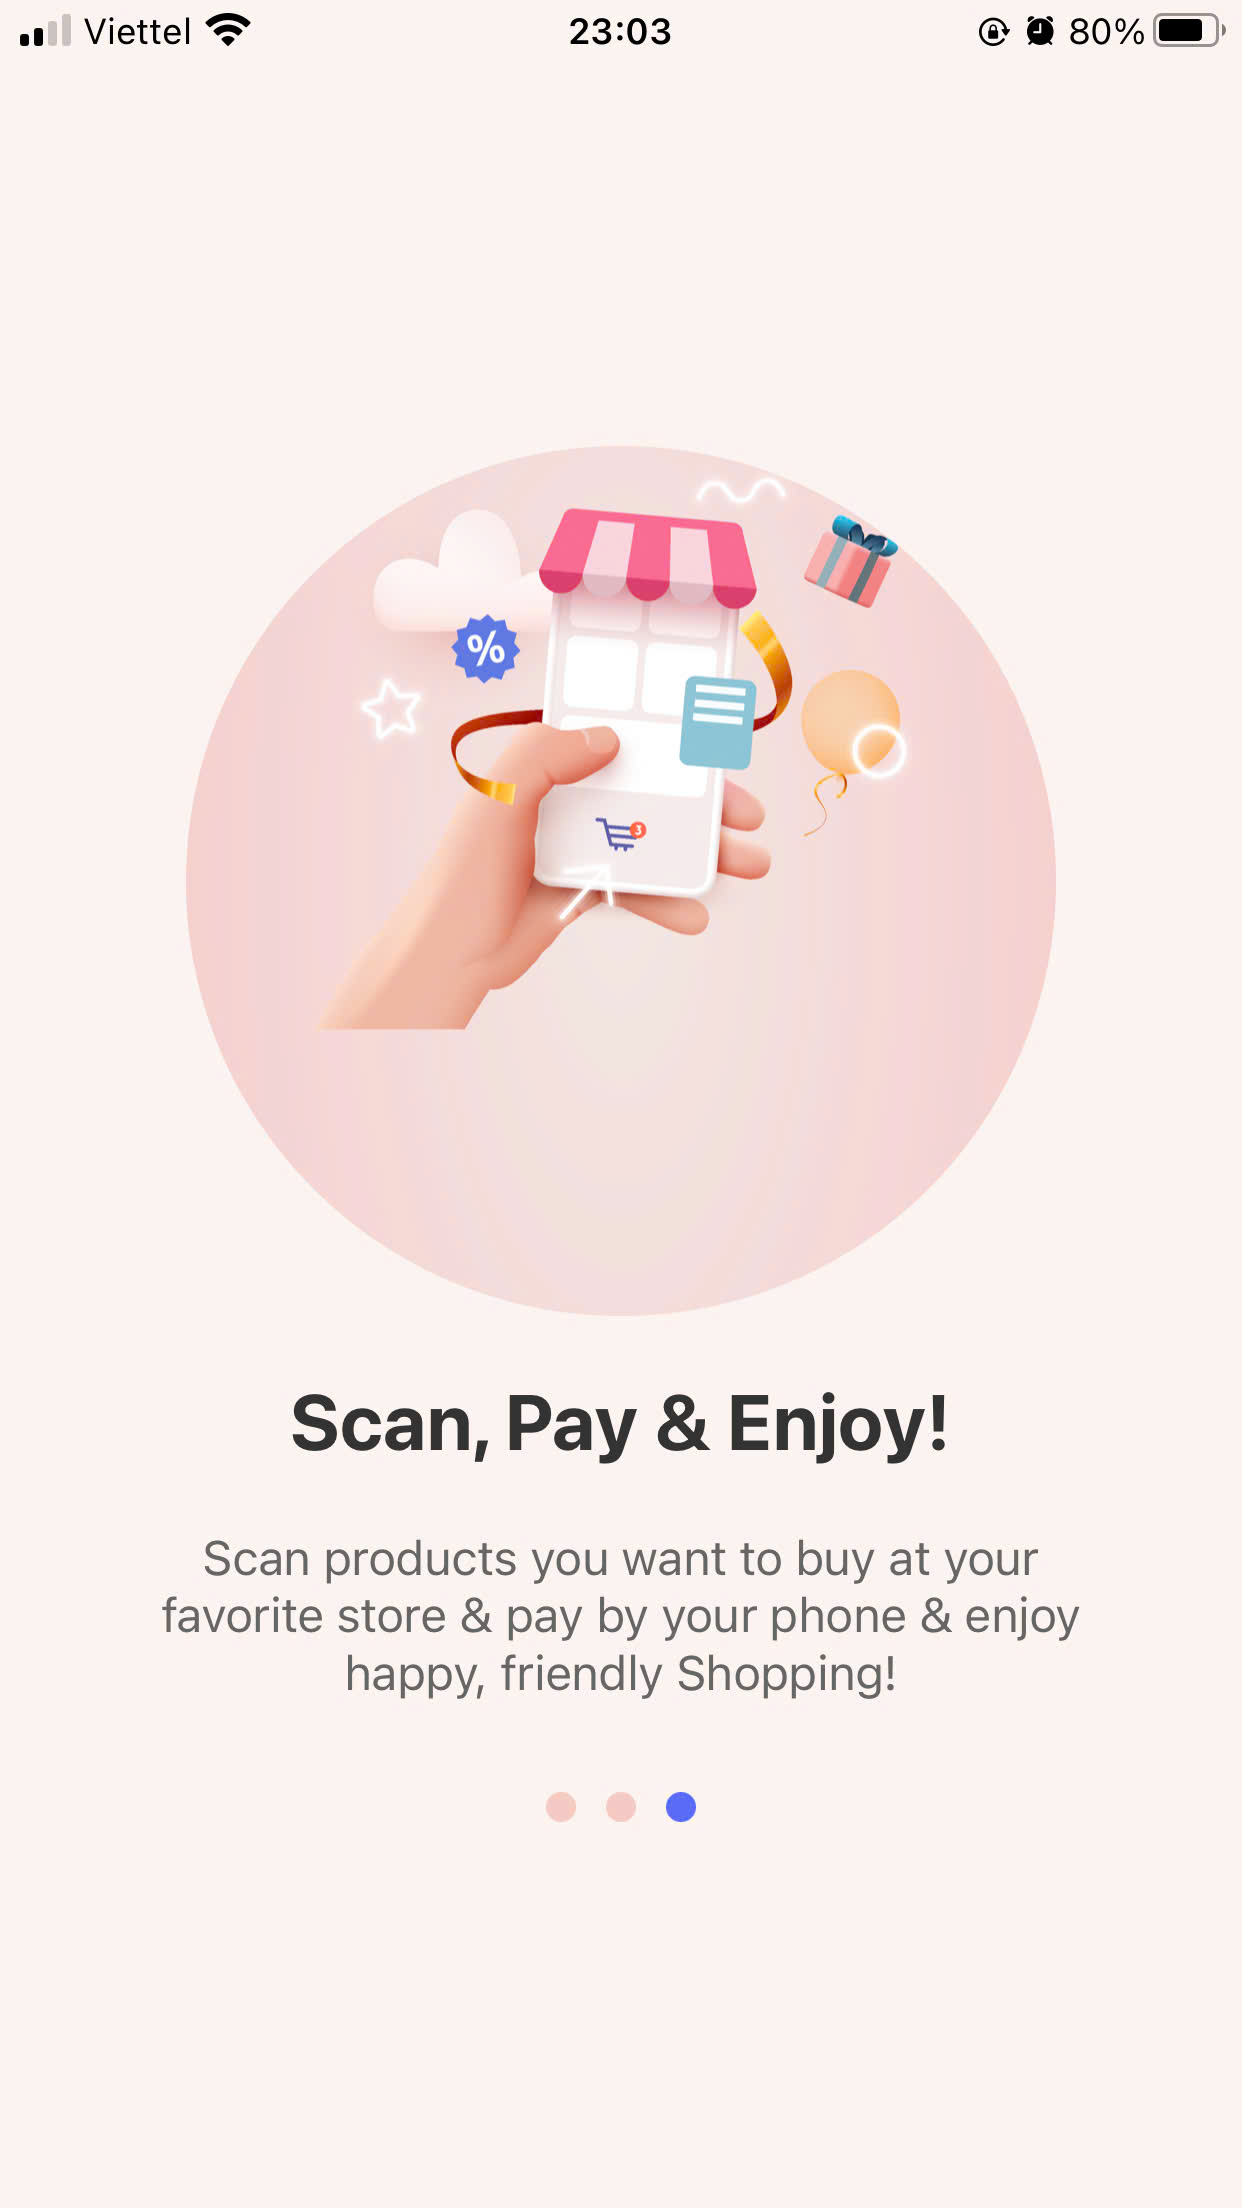 Viettel 23:03 80%
%
3
Scan, Pay & Enjoy!
Scan products you want to buy at your
favorite store & pay by your phone & enjoy
happy, friendly Shopping!